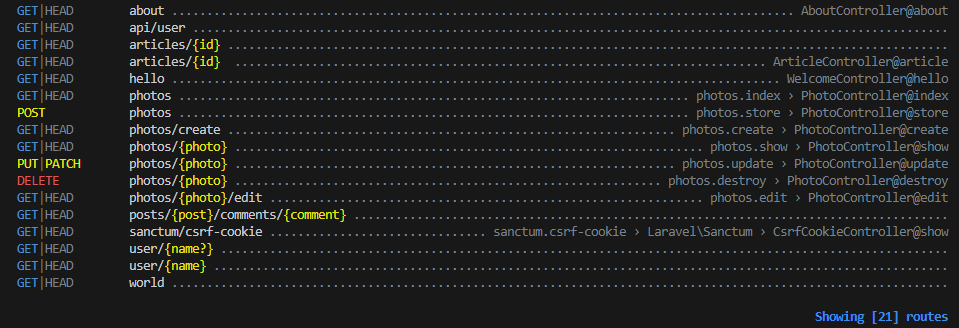 GET|HEAD about ........................................................................................ AboutController@about
GET|HEAD api/user ............................................................................................................
GET|HEAD articles/{id} .......................................................................................................
GET|HEAD articles/{id} ........................................................................... ArticleController@article
GET|HEAD hello ...................................................................................... WelcomeController@hello
GET|HEAD photos ......................................................................... photos.index › PhotoController@index
POST photos ......................................................................... photos.store › PhotoController@store
GET|HEAD photos/create ................................................................ photos.create › PhotoController@create
GET|HEAD photos/{photo} ................................................................... photos.show › PhotoController@show
PUT|PATCH photos/{photo} ............................................................... photos.update › PhotoController@update
DELETE photos/{photo} ............................................................. photos.destroy › PhotoController@destroy
GET|HEAD photos/{photo}/edit .............................................................. photos.edit › PhotoController@edit
GET|HEAD posts/{post}/comments/{comment} .....................................................................................
GET|HEAD sanctum/csrf-cookie ............................... sanctum.csrf-cookie › Laravel\Sanctum › CsrfCookieController@show
GET|HEAD user/{name?} ........................................................................................................
GET|HEAD user/{name} .........................................................................................................
GET|HEAD world ...............................................................................................................
Showing [21] routes